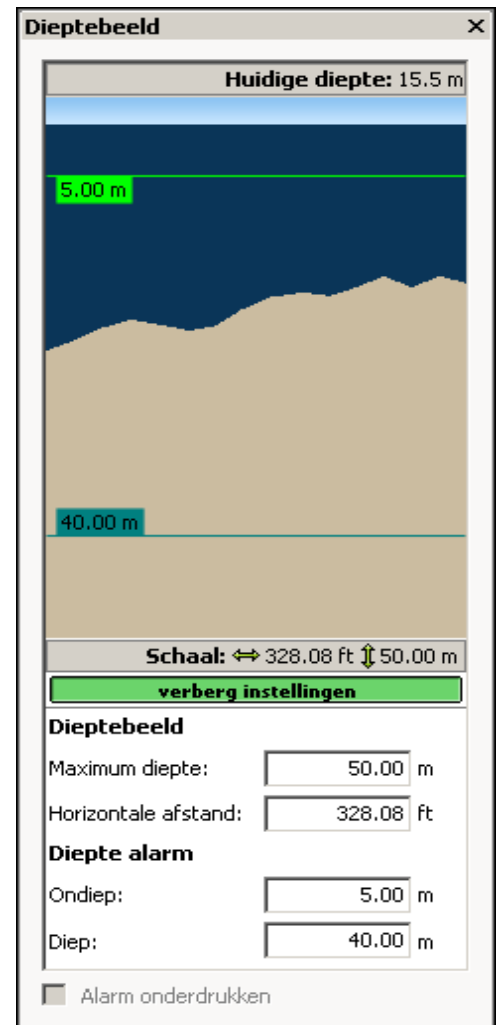 Dieptebeeld
Huidige diepte: 15.5 m
5.00 m
40.00 m
Schaal: 328.08 ft 50.00 m
verberg instellingen
Dieptebeeld
Maximum diepte: 50.00 m
Horizontale afstand: 328.08 ft
Diepte alarm
Ondiep: 5.00 m
Diep: 40.00 m
Alarm onderdrukken